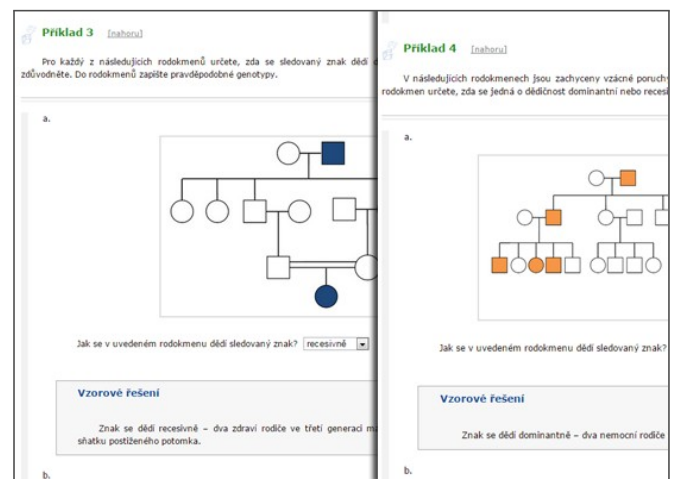 Příklad 3 [nahoru]
Pro každý z následujících rodokmenů určete, zda se sledovaný znak dědí
zdůvodněte. Do rodokmenů zapište pravděpodobné genotypy.
a.
Jak se v uvedeném rodokmenu dědí sledovaný znak? recesivně
Vzorové řešení
Znak se dědí recesivně – dva zdraví rodiče ve třetí generaci
sňatku postiženého potomka.
b.
Příklad 4 [nahoru]
V následujících rodokmenech jsou zachyceny vzácné poruchy
rodokmen určete, zda se jedná o dědičnost dominantní nebo
a.
Jak se v uvedeném rodokmenu dědí sledovaný znak?
Vzorové řešení
Znak se dědí dominantně – dva nemocní rodiče
b.